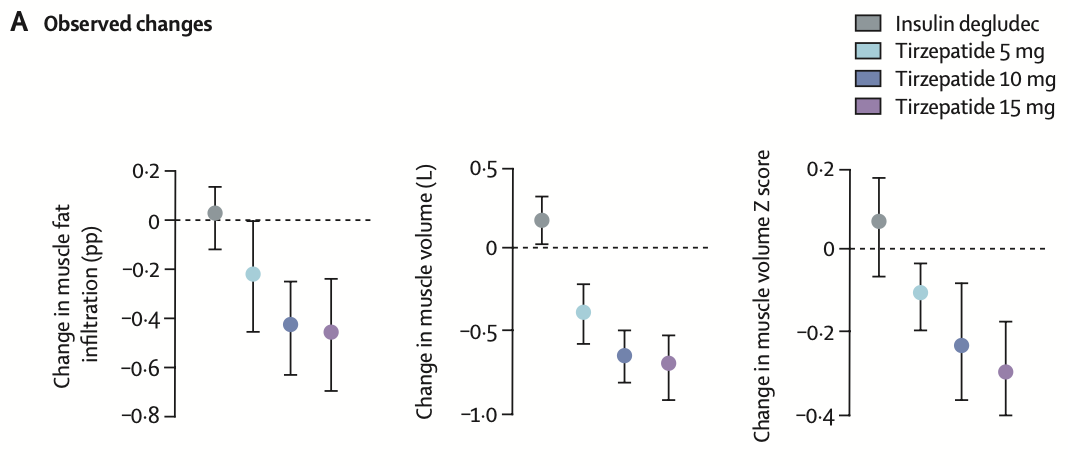 A Observed changes
Insulin degludec
Tirzepatide 5 mg
Tirzepatide 10 mg
Tirzepatide 15 mg
Change in muscle fat
infiltration (pp)
0·2
0
−0·2
−0·4
−0·6
−0·8
Change in muscle volume (L)
0·5
0
−0·5
−1·0
Change in muscle volume Z score
0·2
0
−0·2
−0·4